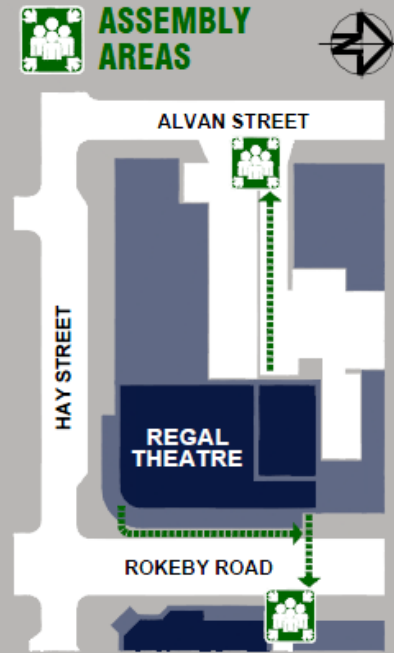 ASSEMBLY
AREAS
N
ALVAN STREET
HAY STREET
REGAL
THEATRE
ROKEBY ROAD